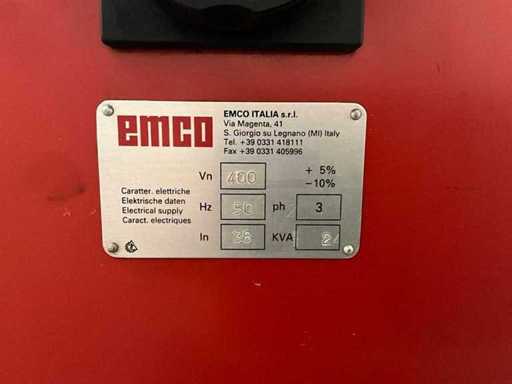 emco
EMCO ITALIA s.r.l.
Via Magenta, 41
S. Giorgio su Legnano (MI) Italy
Tel. +39 0331 418111
Fax +39 0331 405996
Caratter. elettriche
Elektrische daten
Electrical supply
Caract. electriques
Vn 400 + 5% –10%
Hz 50 ph 3
In 35 KVA